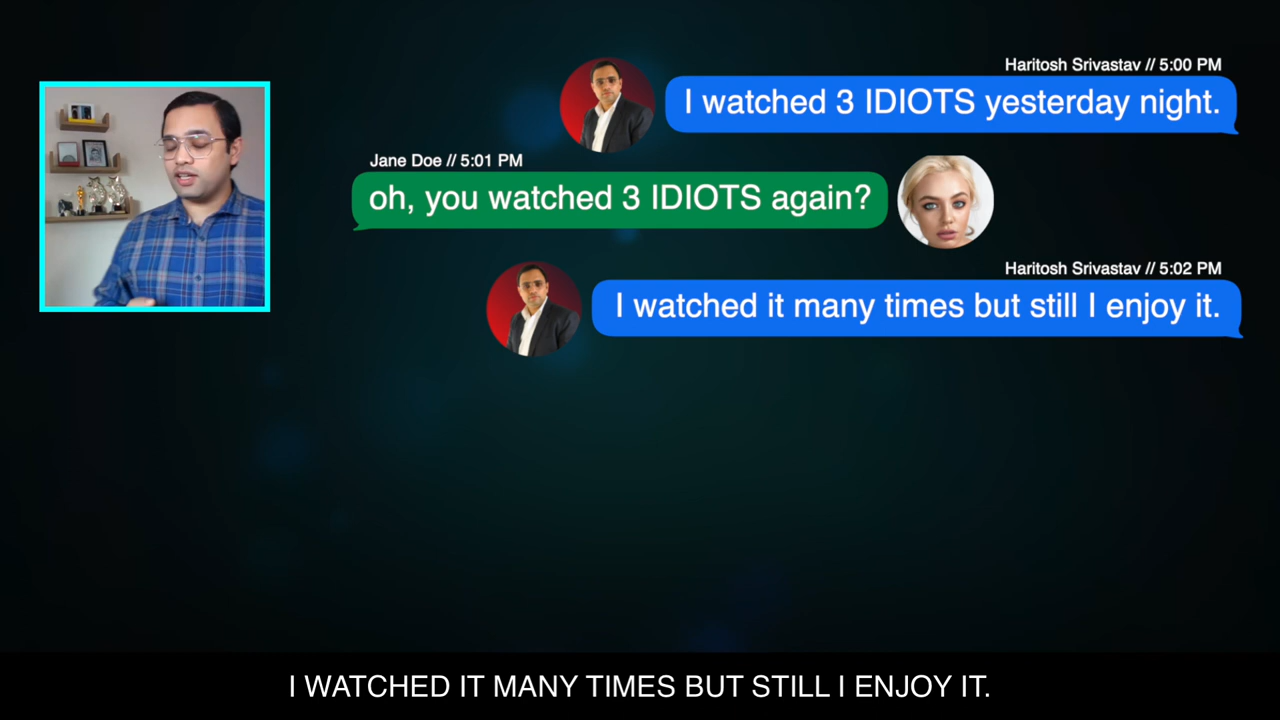 Haritosh Srivastav // 5:00 PM
I watched 3 IDIOTS yesterday night.
Jane Doe // 5:01 PM
oh, you watched 3 IDIOTS again?
Haritosh Srivastav // 5:02 PM
I watched it many times but still I enjoy it.
I WATCHED IT MANY TIMES BUT STILL I ENJOY IT.